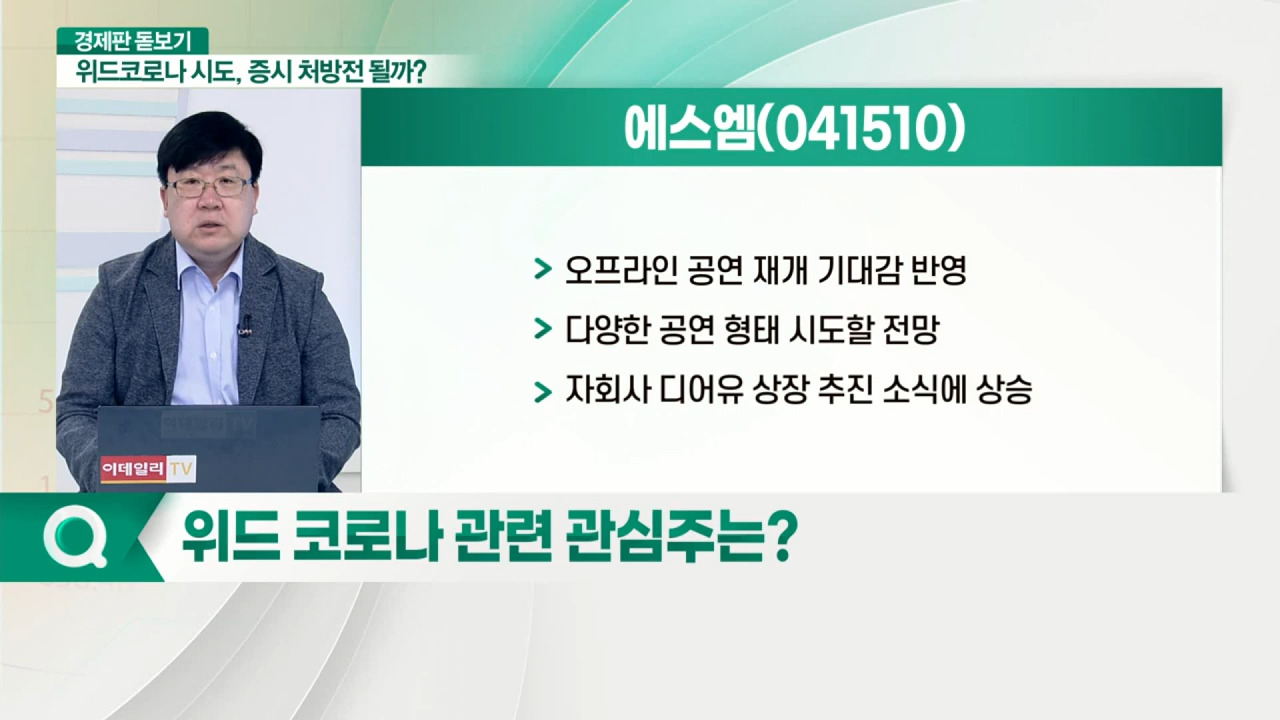 경제판 돋보기
위드코로나 시도, 증시 처방전 될까?
에스엠(041510)
> 오프라인 공연 재개 기대감 반영
> 다양한 공연 형태 시도할 전망
> 자회사 디어유 상장 추진 소식에 상승
이데일리 TV
위드 코로나 관련 관심주는?